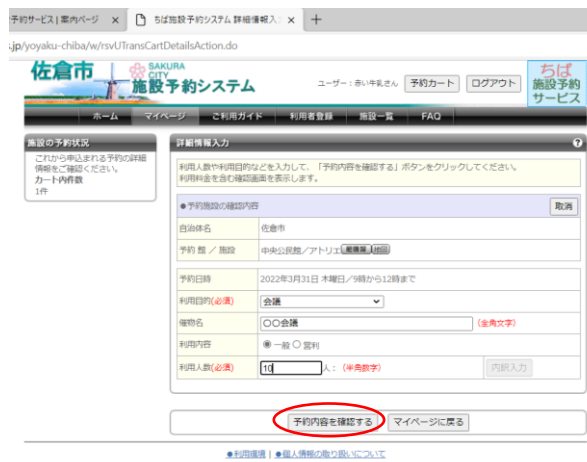 予約サービス | 案内ページ
ちば施設予約システム 詳細情報入
.jp/yoyaku-chiba/w/rsvUTransCartDetailsAction.do
佐倉市
SAKURA
CITY
施設予約システム
ユーザー：赤い牛乳さん
予約カート
ログアウト
ちば
施設予約
サービス
ホーム マイページ ご利用ガイド 利用者登録 施設一覧 FAQ
施設の予約状況
これから申込まれる予約の詳細
情報をご確認ください。
カート内件数
1件
詳細情報入力
利用人数や利用目的などを入力して、「予約内容を確認する」ボタンをクリックしてください。
利用料金を含む確認画面を表示します。
●予約施設の確認内容
取消
自治体名 佐倉市
予約 館 ／ 施設 中央公民館／アトリエ 館情報 地図
予約日時 2022年3月31日 木曜日／9時から12時まで
利用目的(必須) 会議
催物名 〇〇会議 (全角文字)
利用内容 一般 営利
利用人数(必須) 10 人：(半角数字) 内訳入力
予約内容を確認する
マイページに戻る
●利用環境 | ●個人情報の取り扱いについて